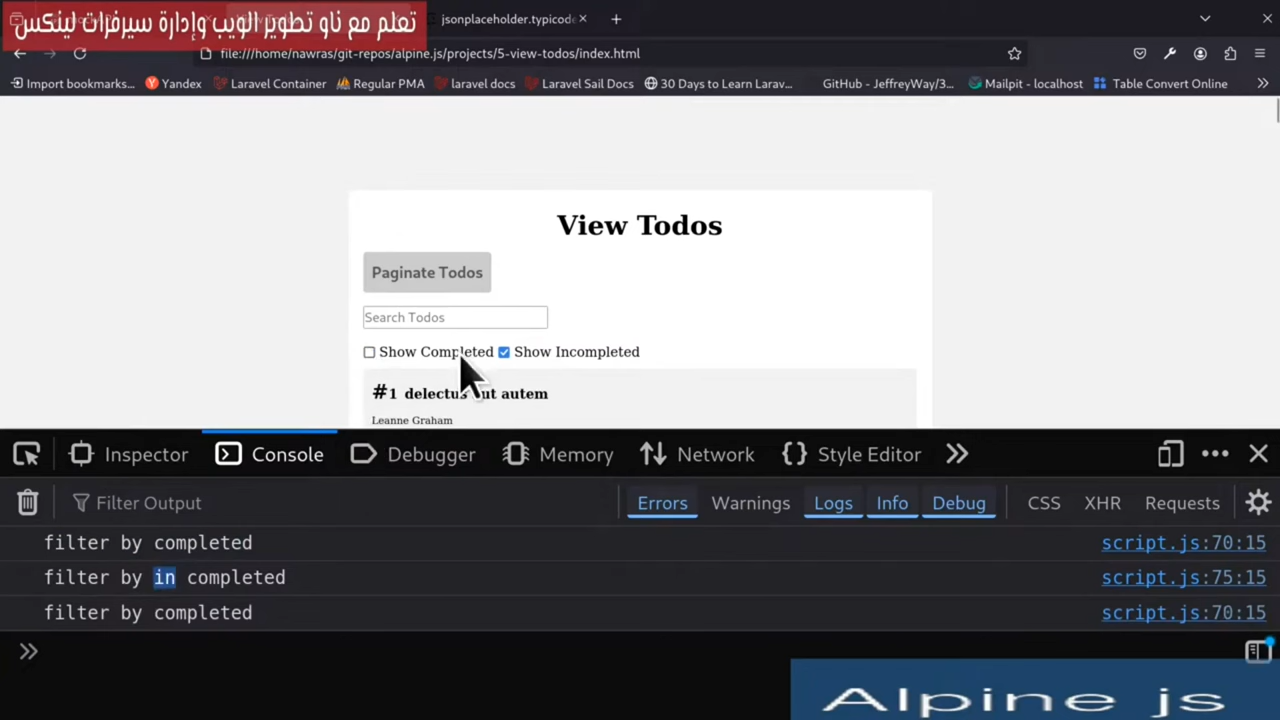 تعلم مع ناو تطوير الويب وإدارة سيرفرات لينكس
jsonplaceholder.typicode
file:///home/nawras/git-repos/alpine.js/projects/5-view-todos/index.html
Import bookmarks... Yandex Laravel Container Regular PMA laravel docs Laravel Sail Docs 30 Days to Learn Larav... GitHub - JeffreyWay/3... Mailpit - localhost Table Convert Online
View Todos
Paginate Todos
Search Todos
Show Completed Show Incompleted
#1 delectus aut autem
Leanne Graham
Inspector Console Debugger Memory Network Style Editor
Filter Output Errors Warnings Logs Info Debug CSS XHR Requests
filter by completed script.js:70:15
filter by in completed script.js:75:15
filter by completed script.js:70:15
Alpine js